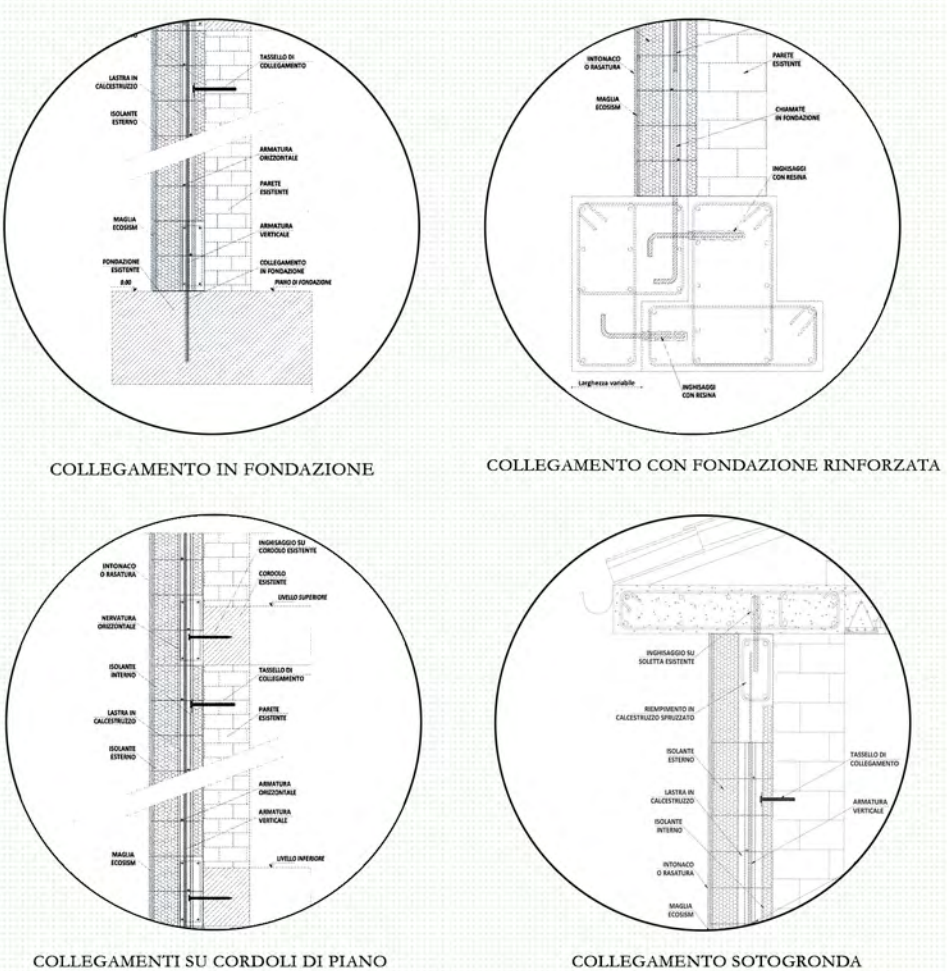 TASSELLO DI
COLLEGAMENTO
LASTRA IN
CALCESTRUZZO
ISOLANTE
ESTERNO
ARMATURA
ORIZZONTALE
PARETE
ESISTENTE
MAGLIA
ECOSISM
ARMATURA
VERTICALE
FONDAZIONE
ESISTENTE
COLLEGAMENTO
IN FONDAZIONE
0.00
PIANO DI FONDAZIONE
COLLEGAMENTO IN FONDAZIONE
INTONACO
O RASATURA
PARETE
ESISTENTE
MAGLIA
ECOSISM
CHIAMATE
IN FONDAZIONE
INGHISAGGI
CON RESINA
Larghezza variabile
INGHISAGGI
CON RESINA
COLLEGAMENTO CON FONDAZIONE RINFORZATA
INGHISAGGIO SU
CORDOLO ESISTENTE
INTONACO
O RASATURA
CORDOLO
ESISTENTE
LIVELLO SUPERIORE
NERVATURA
ORIZZONTALE
ISOLANTE
INTERNO
TASSELLO DI
COLLEGAMENTO
LASTRA IN
CALCESTRUZZO
PARETE
ESISTENTE
ISOLANTE
ESTERNO
ARMATURA
ORIZZONTALE
ARMATURA
VERTICALE
MAGLIA
ECOSISM
LIVELLO INFERIORE
COLLEGAMENTI SU CORDOLI DI PIANO
INGHISAGGIO SU
SOLETTA ESISTENTE
RIEMPIMENTO IN
CALCESTRUZZO SPRUZZATO
ISOLANTE
ESTERNO
TASSELLO DI
COLLEGAMENTO
LASTRA IN
CALCESTRUZZO
ARMATURA
VERTICALE
ISOLANTE
INTERNO
INTONACO
O RASATURA
MAGLIA
ECOSISM
COLLEGAMENTO SOTOGRONDA